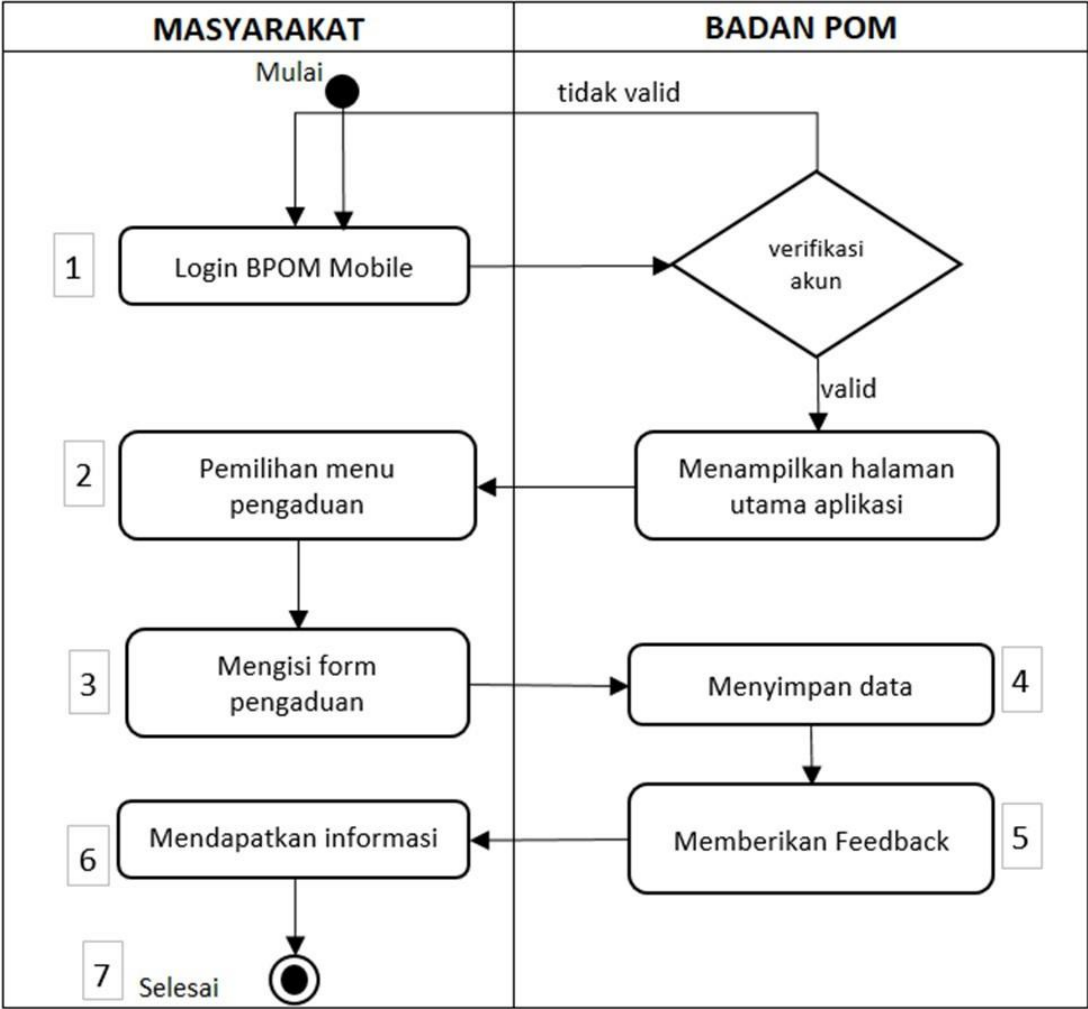 MASYARAKAT
BADAN POM
Mulai
tidak valid
1
Login BPOM Mobile
verifikasi
akun
valid
2
Pemilihan menu
pengaduan
Menampilkan halaman
utama aplikasi
3
Mengisi form
pengaduan
Menyimpan data
4
6
Mendapatkan informasi
Memberikan Feedback
5
7
Selesai